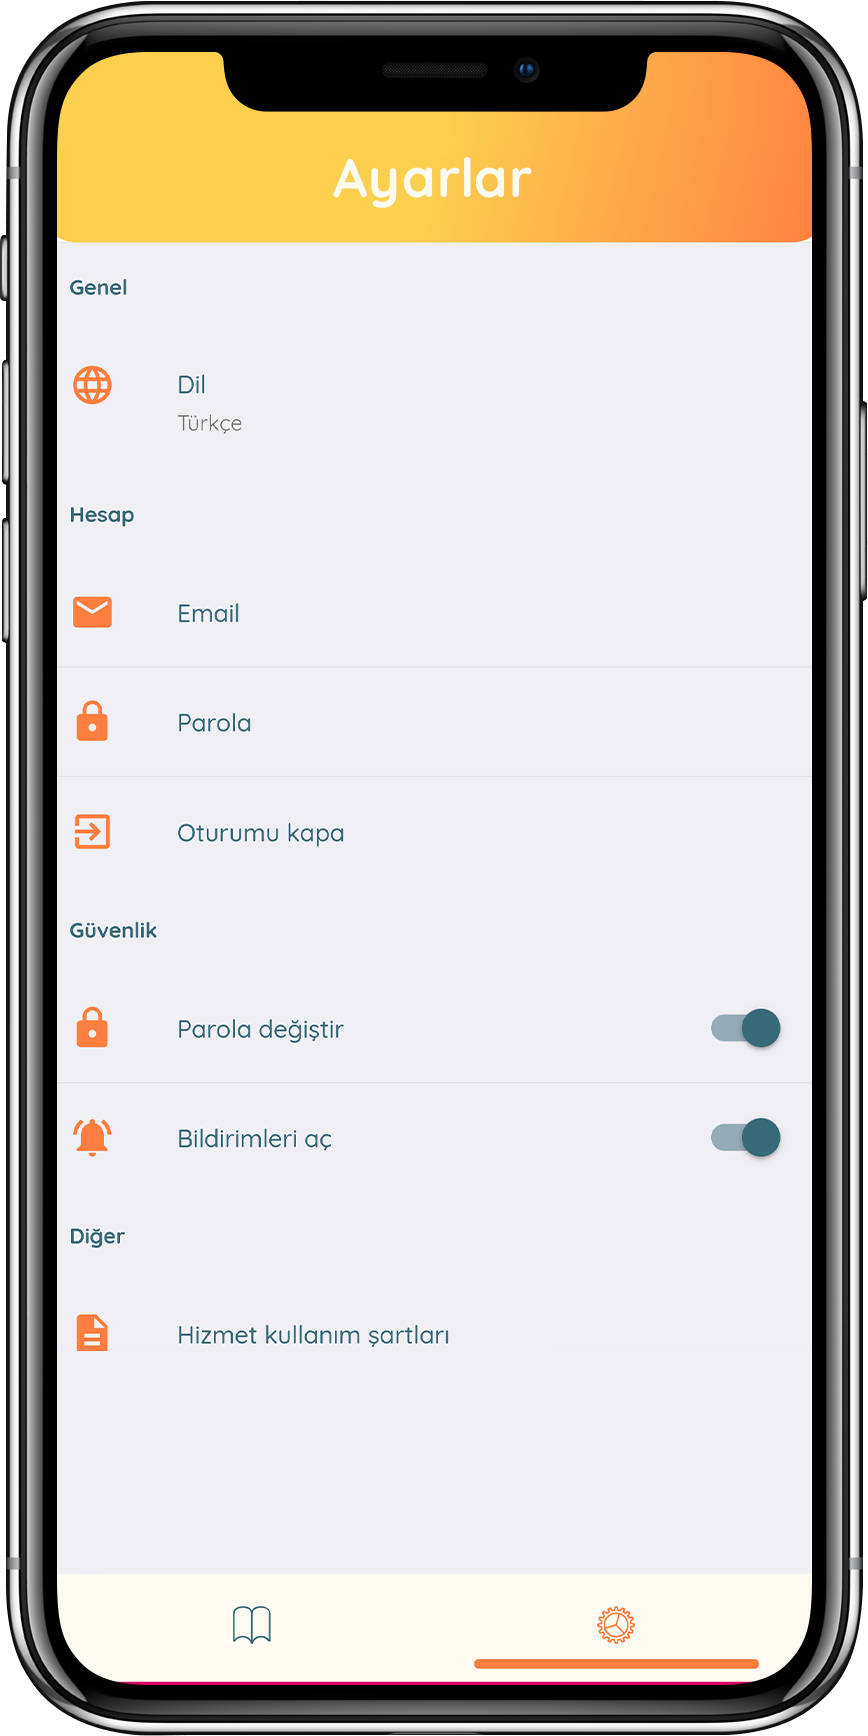 Ayarlar
Genel
Dil
Türkçe
Hesap
Email
Parola
Oturumu kapa
Güvenlik
Parola değiştir
Bildirimleri aç
Diğer
Hizmet kullanım şartları